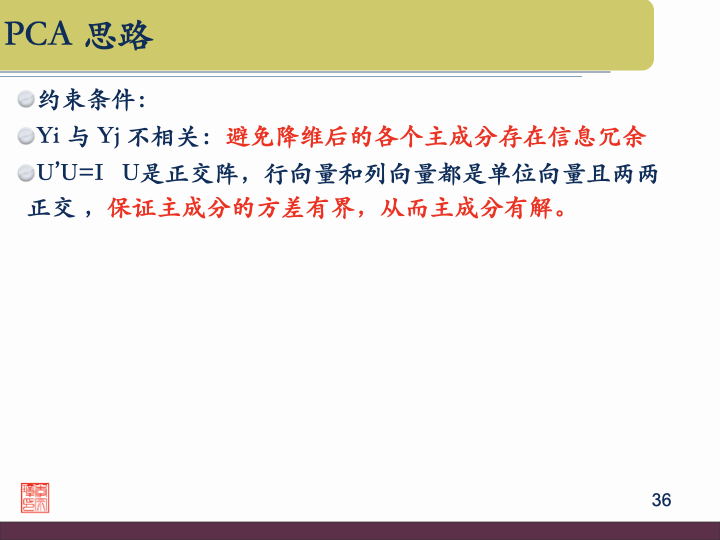 PCA 思路
约束条件：
Yi 与 Yj 不相关：避免降维后的各个主成分存在信息冗余
U’U=I U是正交阵，行向量和列向量都是单位向量且两两
正交 ，保证主成分的方差有界，从而主成分有解。
36